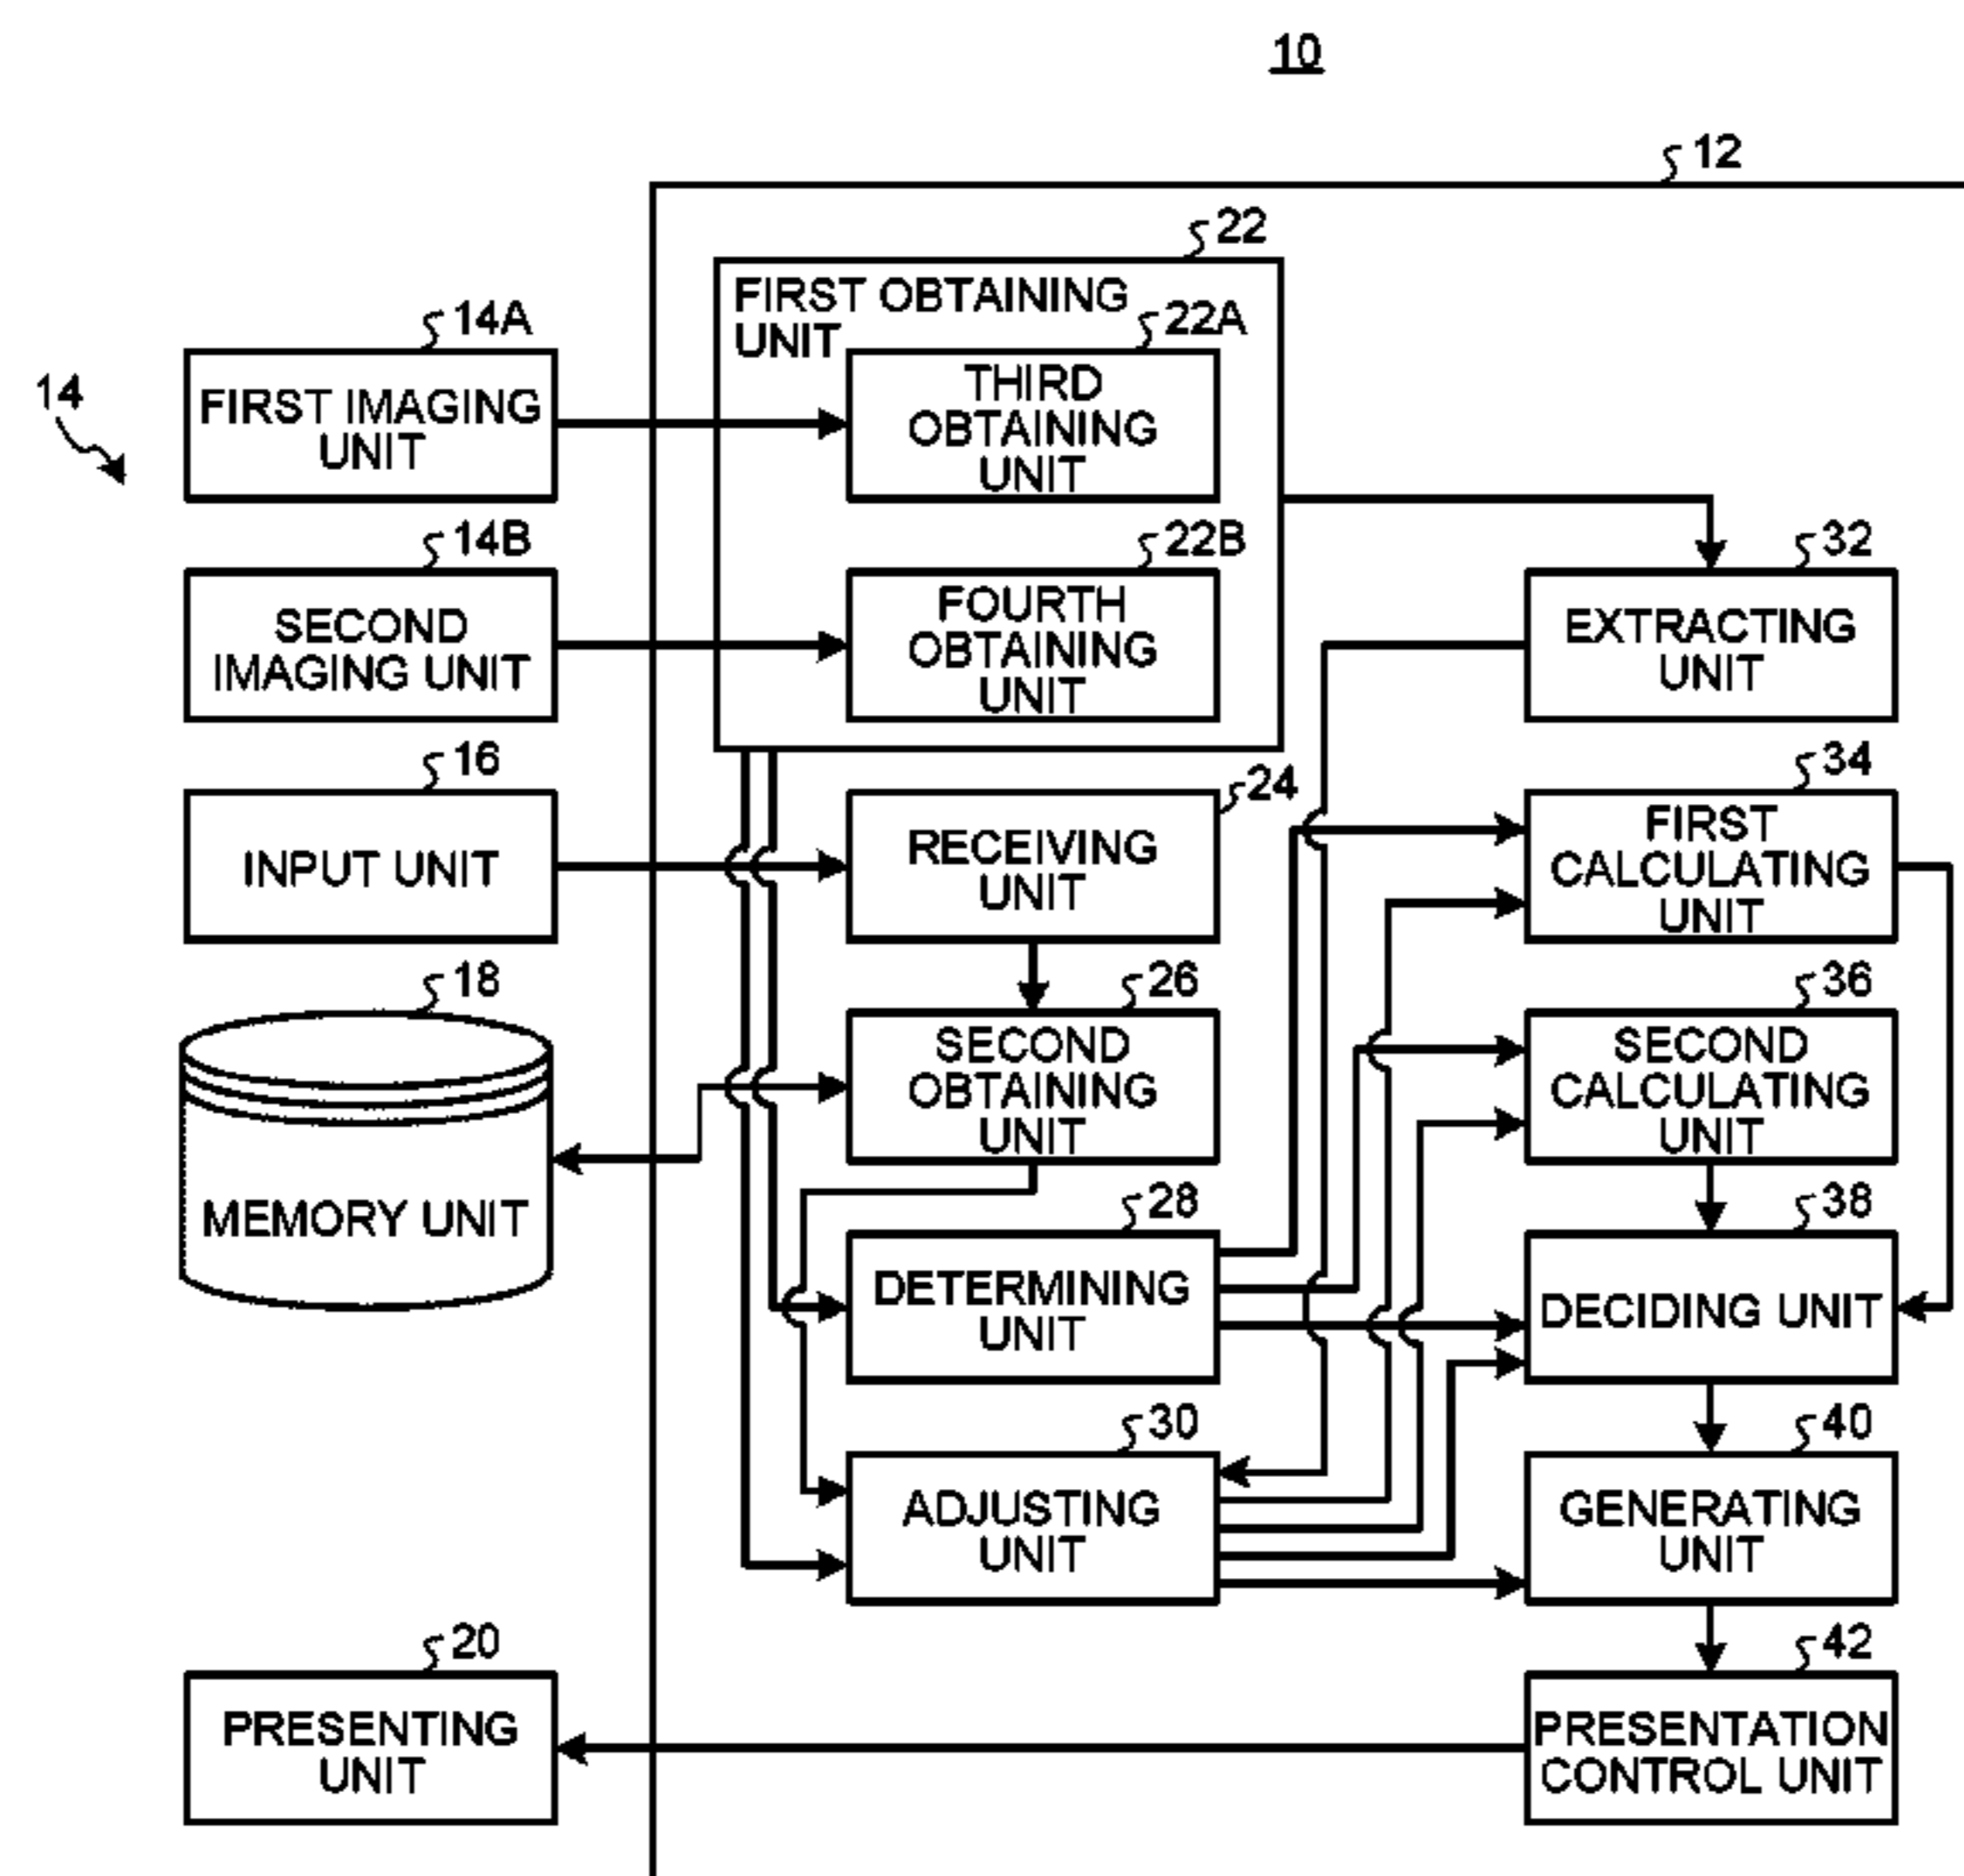 10
12
22
FIRST OBTAINING
UNIT
14
14A
FIRST IMAGING
UNIT
22A
THIRD
OBTAINING
UNIT
14B
SECOND
IMAGING UNIT
22B
FOURTH
OBTAINING
UNIT
32
EXTRACTING
UNIT
16
INPUT UNIT
24
RECEIVING
UNIT
34
FIRST
CALCULATING
UNIT
18
MEMORY UNIT
26
SECOND
OBTAINING
UNIT
36
SECOND
CALCULATING
UNIT
28
DETERMINING
UNIT
38
DECIDING UNIT
30
ADJUSTING
UNIT
40
GENERATING
UNIT
20
PRESENTING
UNIT
42
PRESENTATION
CONTROL UNIT